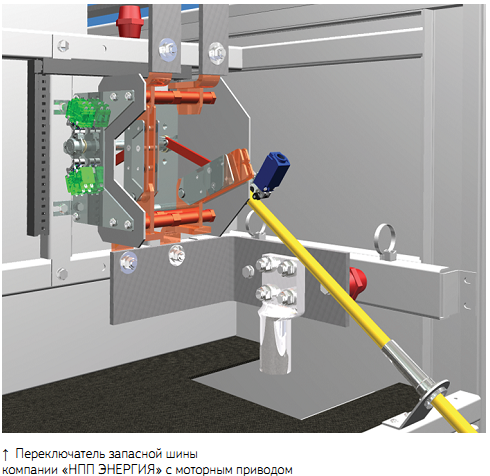 ↑ Переключатель запасной шины
компании «НПП ЭНЕРГИЯ» с моторным приводом